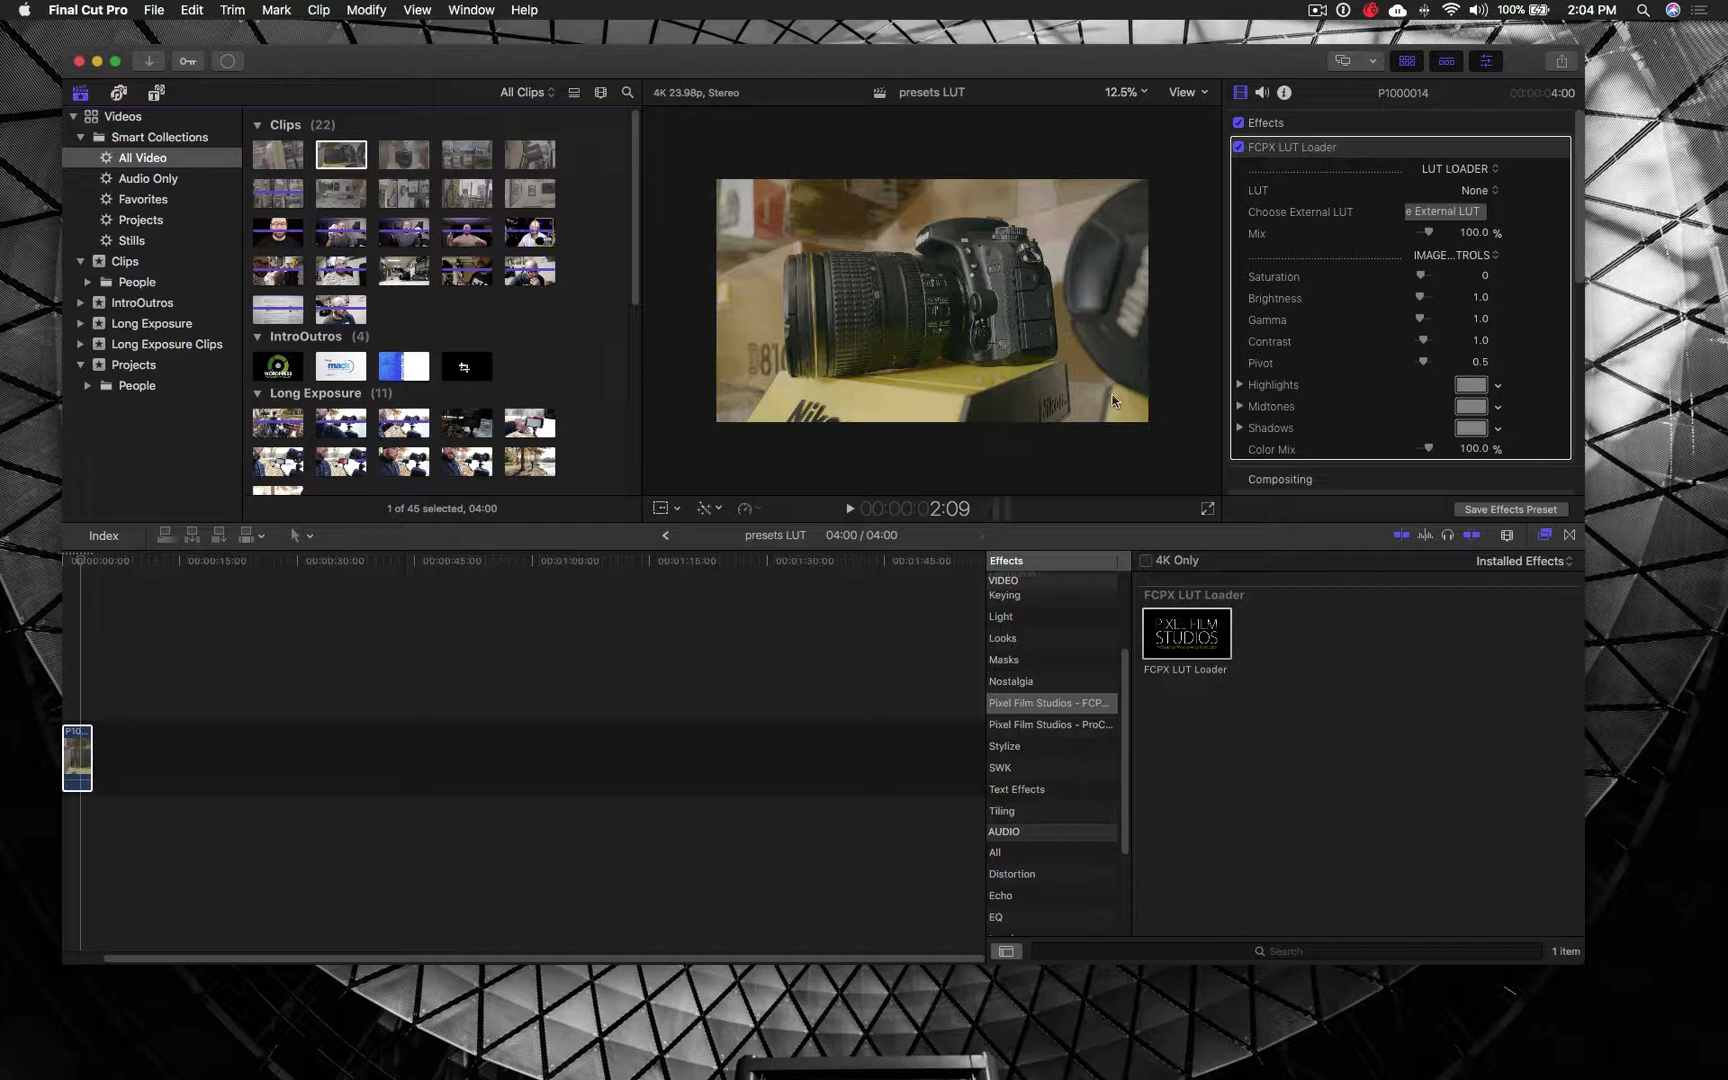 Final Cut Pro File Edit Trim Mark Clip Modify View Window Help 100% 2:04 PM
All Clips 4K 23.98p, Stereo presets LUT 12.5% View P1000014 00:00:04:00
Videos
Smart Collections
All Video
Audio Only
Favorites
Projects
Stills
Clips
People
IntroOutros
Long Exposure
Long Exposure Clips
Projects
People
Clips (22)
IntroOutros (4)
Long Exposure (11)
1 of 45 selected, 04:00
Nikon
00:00:00:02:09
Effects
FCPX LUT Loader
LUT LOADER
LUT None
Choose External LUT e External LUT
Mix 100.0 %
IMAGE...TROLS
Saturation 0
Brightness 1.0
Gamma 1.0
Contrast 1.0
Pivot 0.5
Highlights
Midtones
Shadows
Color Mix 100.0 %
Compositing
Save Effects Preset
Index presets LUT 04:00 / 04:00
00:00:00:00 00:00:15:00 00:00:30:00 00:00:45:00 00:01:00:00 00:01:15:00 00:01:30:00 00:01:45:00
P10...
Effects 4K Only Installed Effects
VIDEO
Keying
Light
Looks
Masks
Nostalgia
Pixel Film Studios - FCP...
Pixel Film Studios - ProC...
Stylize
SWK
Text Effects
Tiling
AUDIO
All
Distortion
Echo
EQ
FCPX LUT Loader
PIXEL FILM
STUDIOS
FCPX LUT Loader
Search 1 item